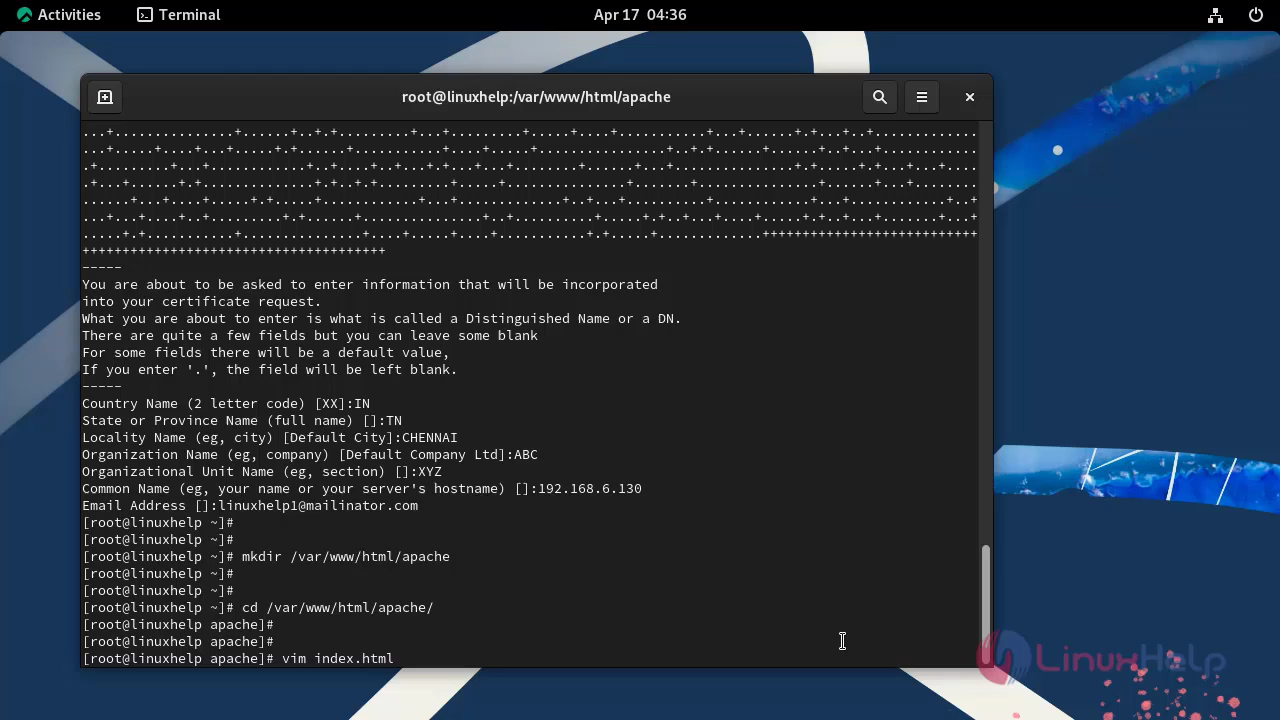 Activities
Terminal
Apr 17 04:36
root@linuxhelp:/var/www/html/apache
-----
You are about to be asked to enter information that will be incorporated
into your certificate request.
What you are about to enter is what is called a Distinguished Name or a DN.
There are quite a few fields but you can leave some blank
For some fields there will be a default value,
If you enter '.', the field will be left blank.
-----
Country Name (2 letter code) [XX]:IN
State or Province Name (full name) []:TN
Locality Name (eg, city) [Default City]:CHENNAI
Organization Name (eg, company) [Default Company Ltd]:ABC
Organizational Unit Name (eg, section) []:XYZ
Common Name (eg, your name or your server's hostname) []:192.168.6.130
Email Address []:linuxhelp1@mailinator.com
[root@linuxhelp ~]#
[root@linuxhelp ~]#
[root@linuxhelp ~]# mkdir /var/www/html/apache
[root@linuxhelp ~]#
[root@linuxhelp ~]#
[root@linuxhelp ~]# cd /var/www/html/apache/
[root@linuxhelp apache]#
[root@linuxhelp apache]#
[root@linuxhelp apache]# vim index.html
LinuxHelp